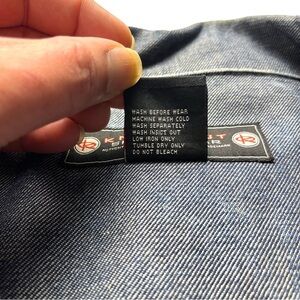 WASH BEFORE WEAR
MACHINE WASH COLD
WASH SEPARATELY
WASH INSIDE OUT
LOW IRON ONLY
TUMBLE DRY ONLY
DO NOT BLEACH